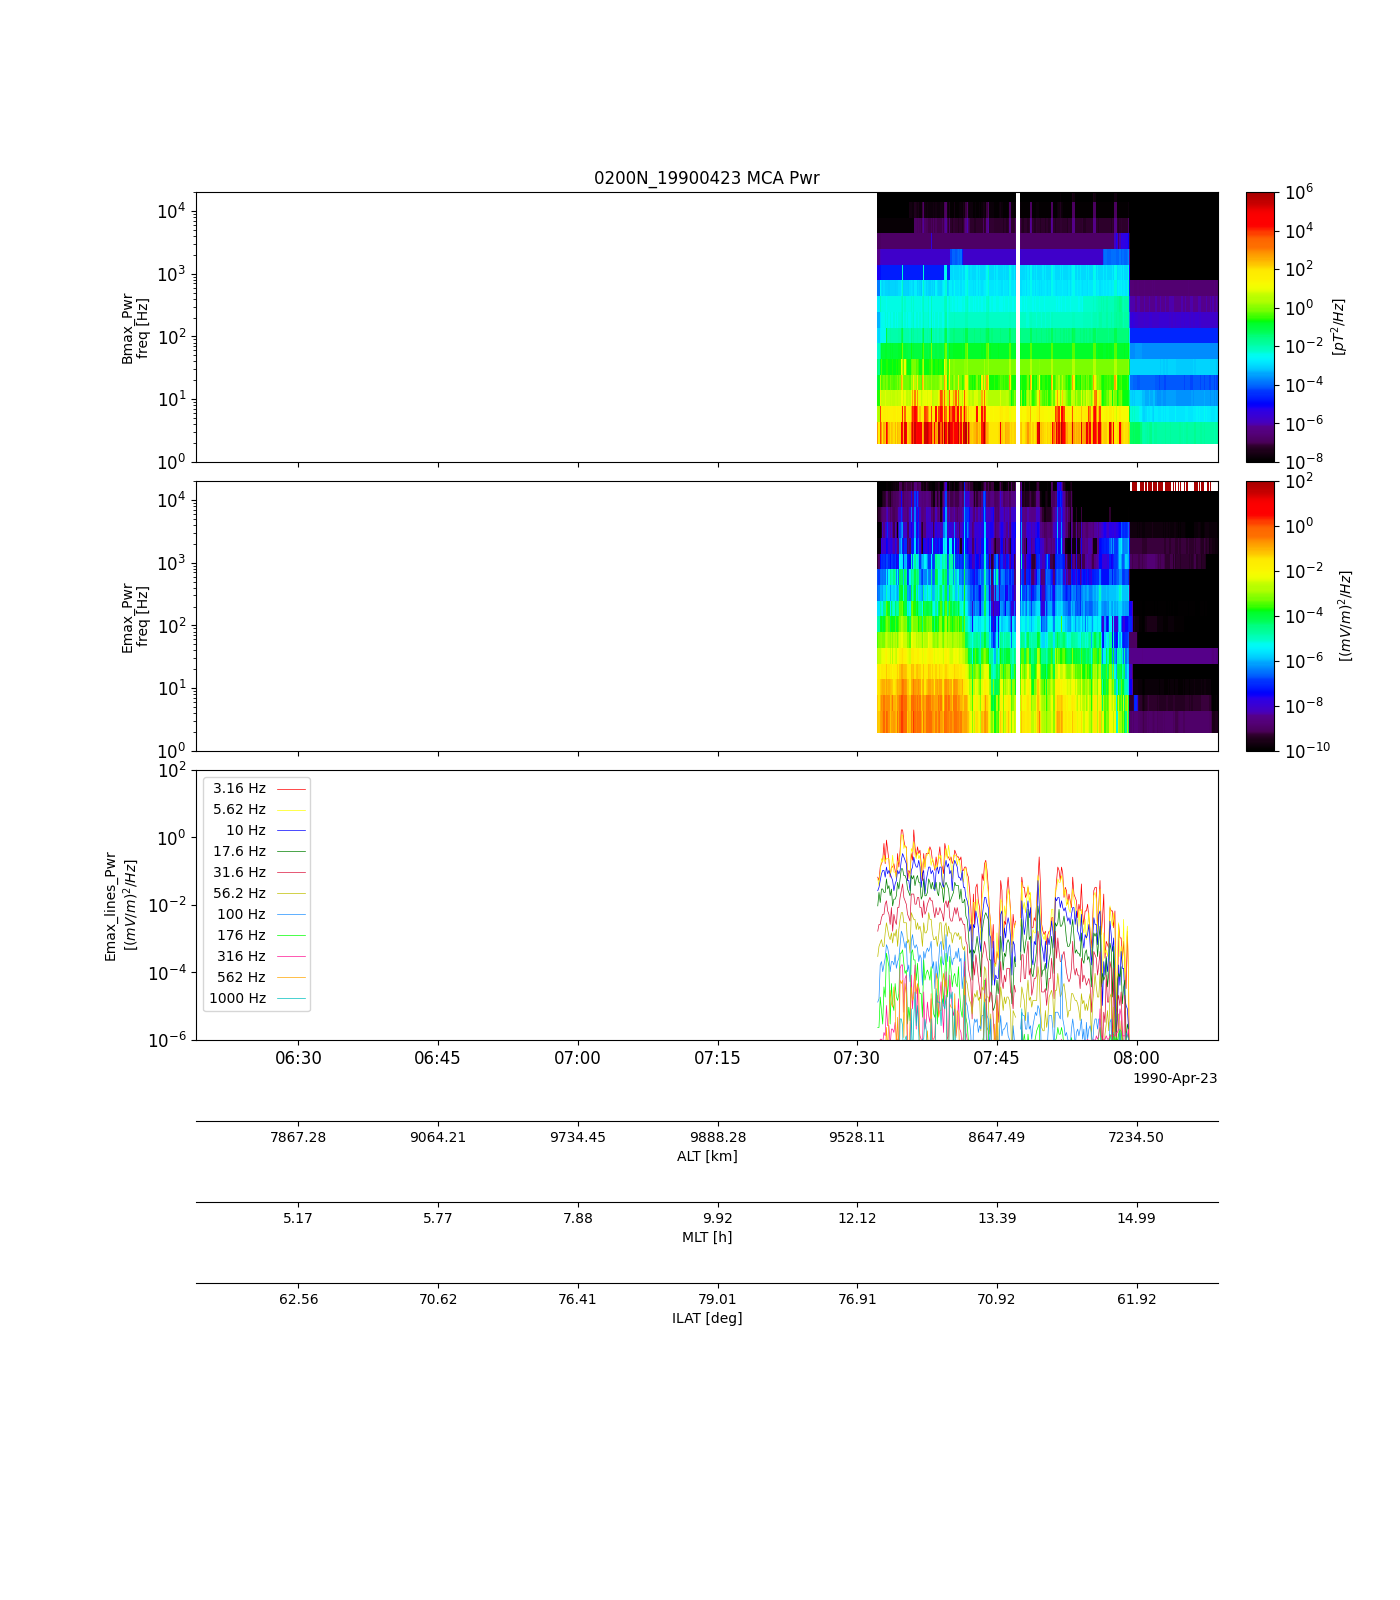 0200N_19900423 MCA Pwr
10^4
10^3
10^2
10^1
10^0
Bmax_Pwr
freq [Hz]
10^6
10^4
10^2
10^0
10^-2
10^-4
10^-6
10^-8
[pT^2/Hz]
10^4
10^3
10^2
10^1
10^0
Emax_Pwr
freq [Hz]
10^2
10^0
10^-2
10^-4
10^-6
10^-8
10^-10
[(mV/m)^2/Hz]
10^2
10^0
10^-2
10^-4
10^-6
Emax_lines_Pwr
[(mV/m)^2/Hz]
3.16 Hz
5.62 Hz
10 Hz
17.6 Hz
31.6 Hz
56.2 Hz
100 Hz
176 Hz
316 Hz
562 Hz
1000 Hz
06:30 06:45 07:00 07:15 07:30 07:45 08:00
1990-Apr-23
7867.28 9064.21 9734.45 9888.28 9528.11 8647.49 7234.50
ALT [km]
5.17 5.77 7.88 9.92 12.12 13.39 14.99
MLT [h]
62.56 70.62 76.41 79.01 76.91 70.92 61.92
ILAT [deg]